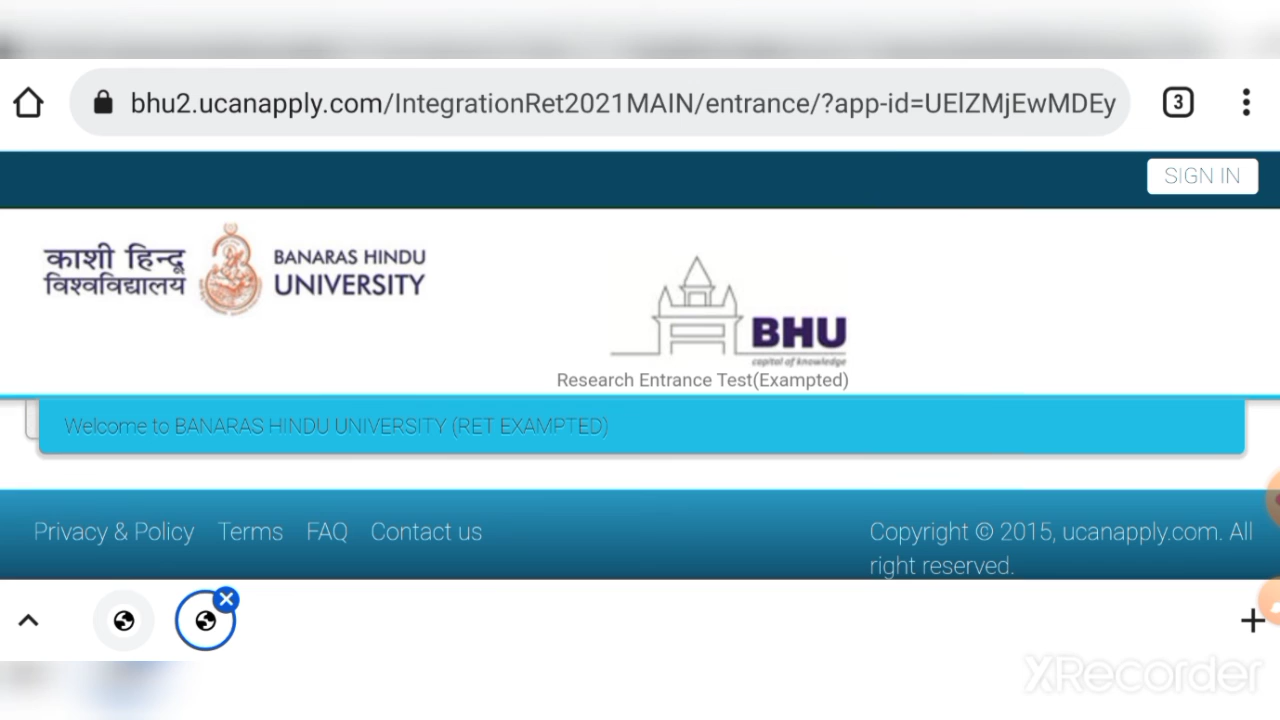 bhu2.ucanapply.com/IntegrationRet2021MAIN/entrance/?app-id=UElZMjEwMDEy
3
SIGN IN
काशी हिन्दू
विश्वविद्यालय
BANARAS HINDU
UNIVERSITY
BHU
capital of knowledge
Research Entrance Test(Exampted)
Welcome to BANARAS HINDU UNIVERSITY (RET EXAMPTED)
Privacy & Policy Terms FAQ Contact us
Copyright © 2015, ucanapply.com. All
right reserved.
XRecorder